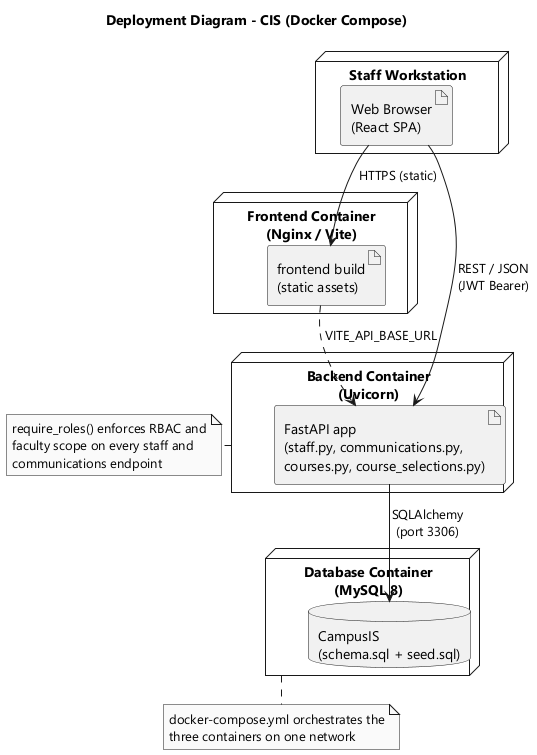 Deployment Diagram - CIS (Docker Compose)
Staff Workstation
Web Browser
(React SPA)
HTTPS (static)
Frontend Container
(Nginx / Vite)
frontend build
(static assets)
REST / JSON
(JWT Bearer)
VITE_API_BASE_URL
Backend Container
(Uvicorn)
FastAPI app
(staff.py, communications.py,
courses.py, course_selections.py)
require_roles() enforces RBAC and
faculty scope on every staff and
communications endpoint
SQLAlchemy
(port 3306)
Database Container
(MySQL 8)
CampusIS
(schema.sql + seed.sql)
docker-compose.yml orchestrates the
three containers on one network